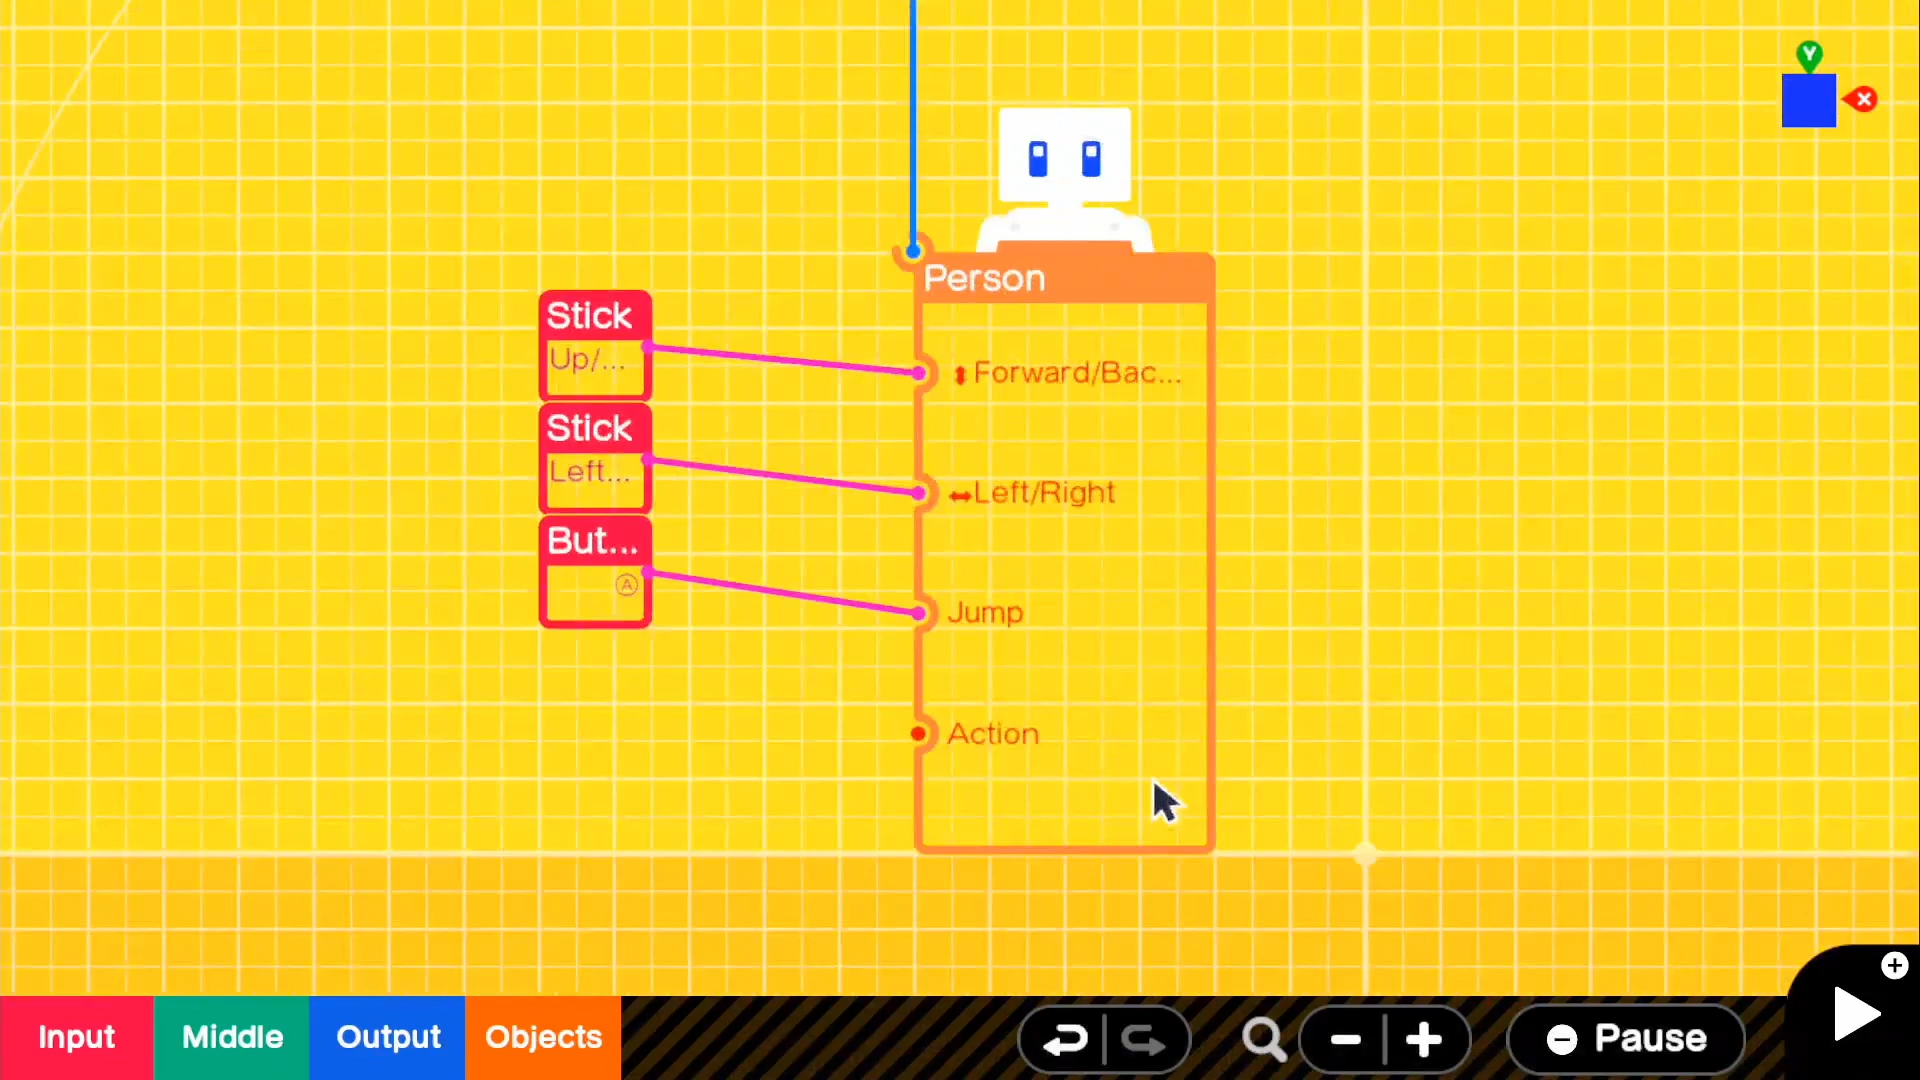 Y
X
Person
Stick
Up/...
Forward/Bac...
Stick
Left...
Left/Right
But...
A
Jump
Action
Input
Middle
Output
Objects
Pause